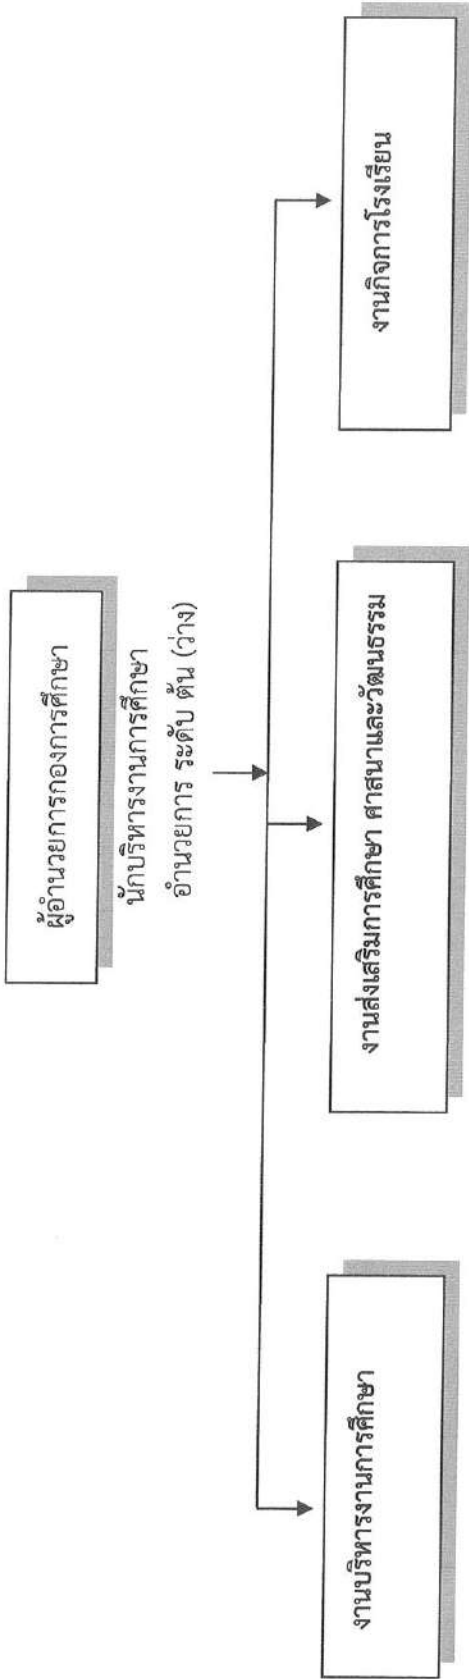 ผู้อำนวยการกองการศึกษา
นักบริหารงานการศึกษา
อำนวยการ ระดับ ต้น (ว่าง)
งานบริหารงานการศึกษา
งานส่งเสริมการศึกษา ศาสนาและวัฒนธรรม
งานกิจการโรงเรียน